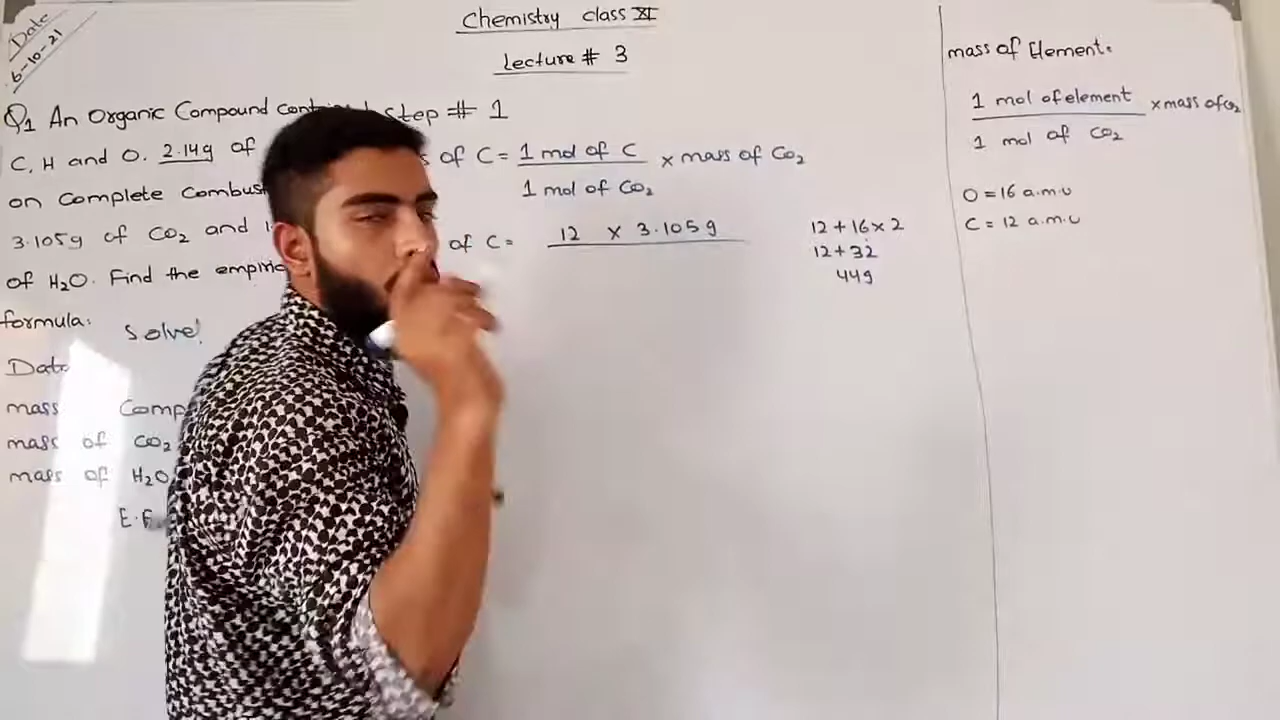 Date
6-10-21
Chemistry class XI
Lecture # 3
Q1 An Organic Compound
C, H and O. 2.14g of
on Complete
3.105g of CO2 and
of H2O. Find the
formula:
Solve!
Data
mass Comp
mass of CO2
mass of H2O
E.F
Step # 1
of C = 1 mol of C x mass of CO2
1 mol of CO2
of C = 12 x 3.105g
12 + 16 x 2
12 + 32
44g
mass of Element.
1 mol of element x mass of CO2
1 mol of CO2
O = 16 a.m.u
C = 12 a.m.u